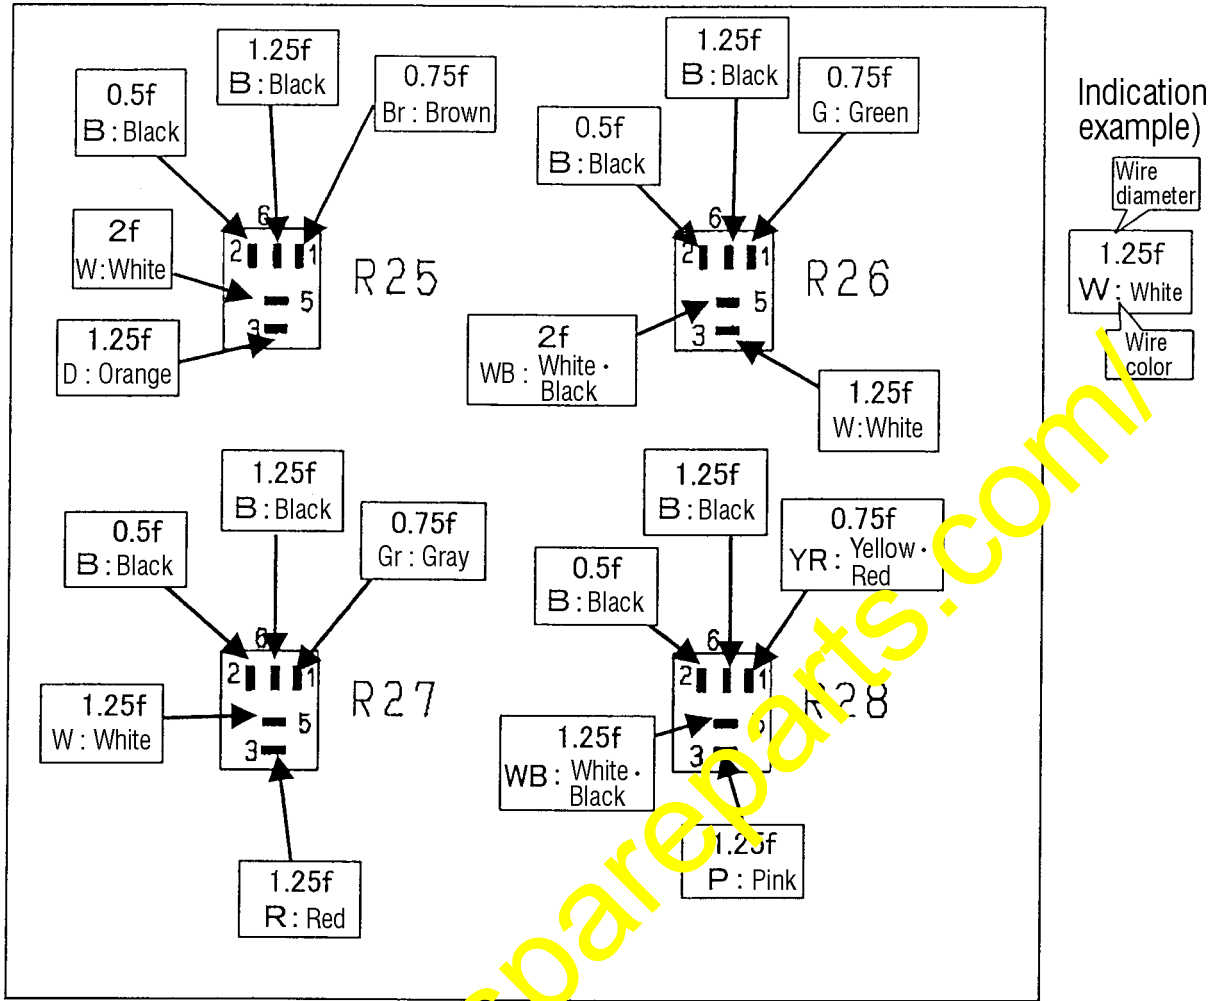 1.25f
B : Black
0.5f
B : Black
0.75f
Br : Brown
6
2
1
2f
W : White
5
3
R25
1.25f
D : Orange
1.25f
B : Black
0.75f
G : Green
0.5f
B : Black
6
2
1
5
3
R26
2f
WB : White ·
Black
1.25f
W : White
Indication
example)
Wire
diameter
1.25f
W : White
Wire
color
1.25f
B : Black
0.5f
B : Black
0.75f
Gr : Gray
6
2
1
5
3
R27
1.25f
W : White
1.25f
R : Red
1.25f
B : Black
0.75f
YR : Yellow ·
Red
0.5f
B : Black
6
2
1
5
3
R28
1.25f
WB : White ·
Black
1.25f
P : Pink
spareparts.com/